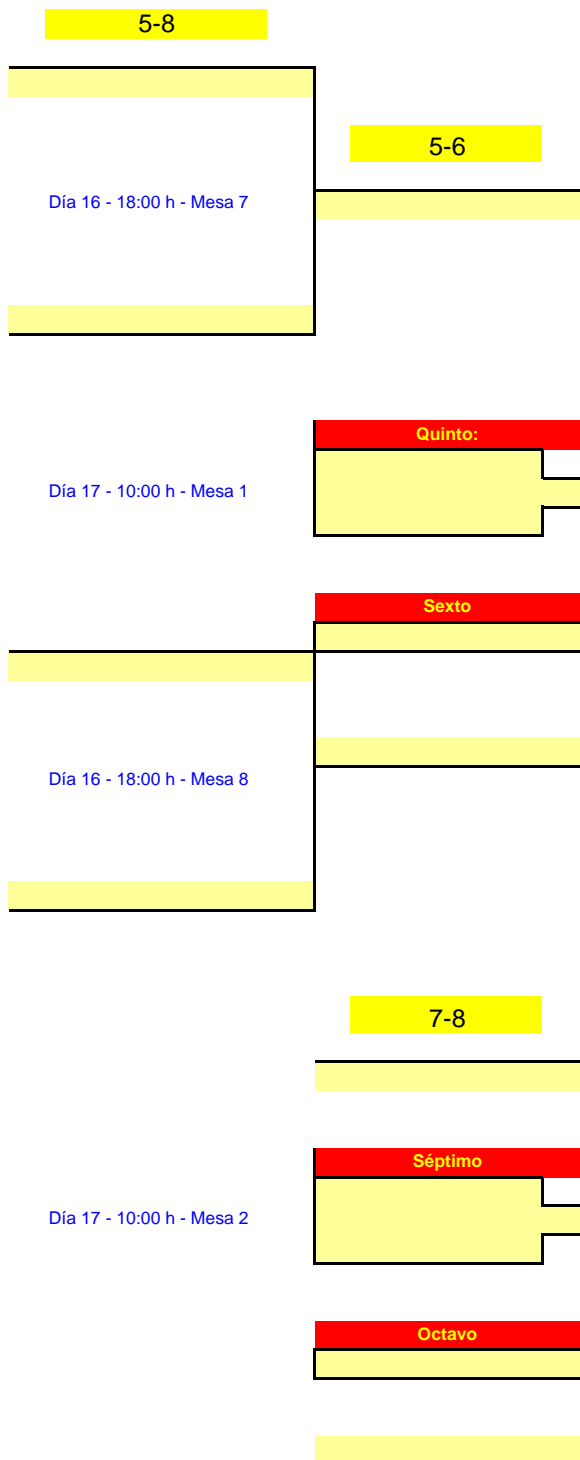 5-8
5-6
Día 16 - 18:00 h - Mesa 7
Quinto:
Día 17 - 10:00 h - Mesa 1
Sexto
Día 16 - 18:00 h - Mesa 8
7-8
Séptimo
Día 17 - 10:00 h - Mesa 2
Octavo